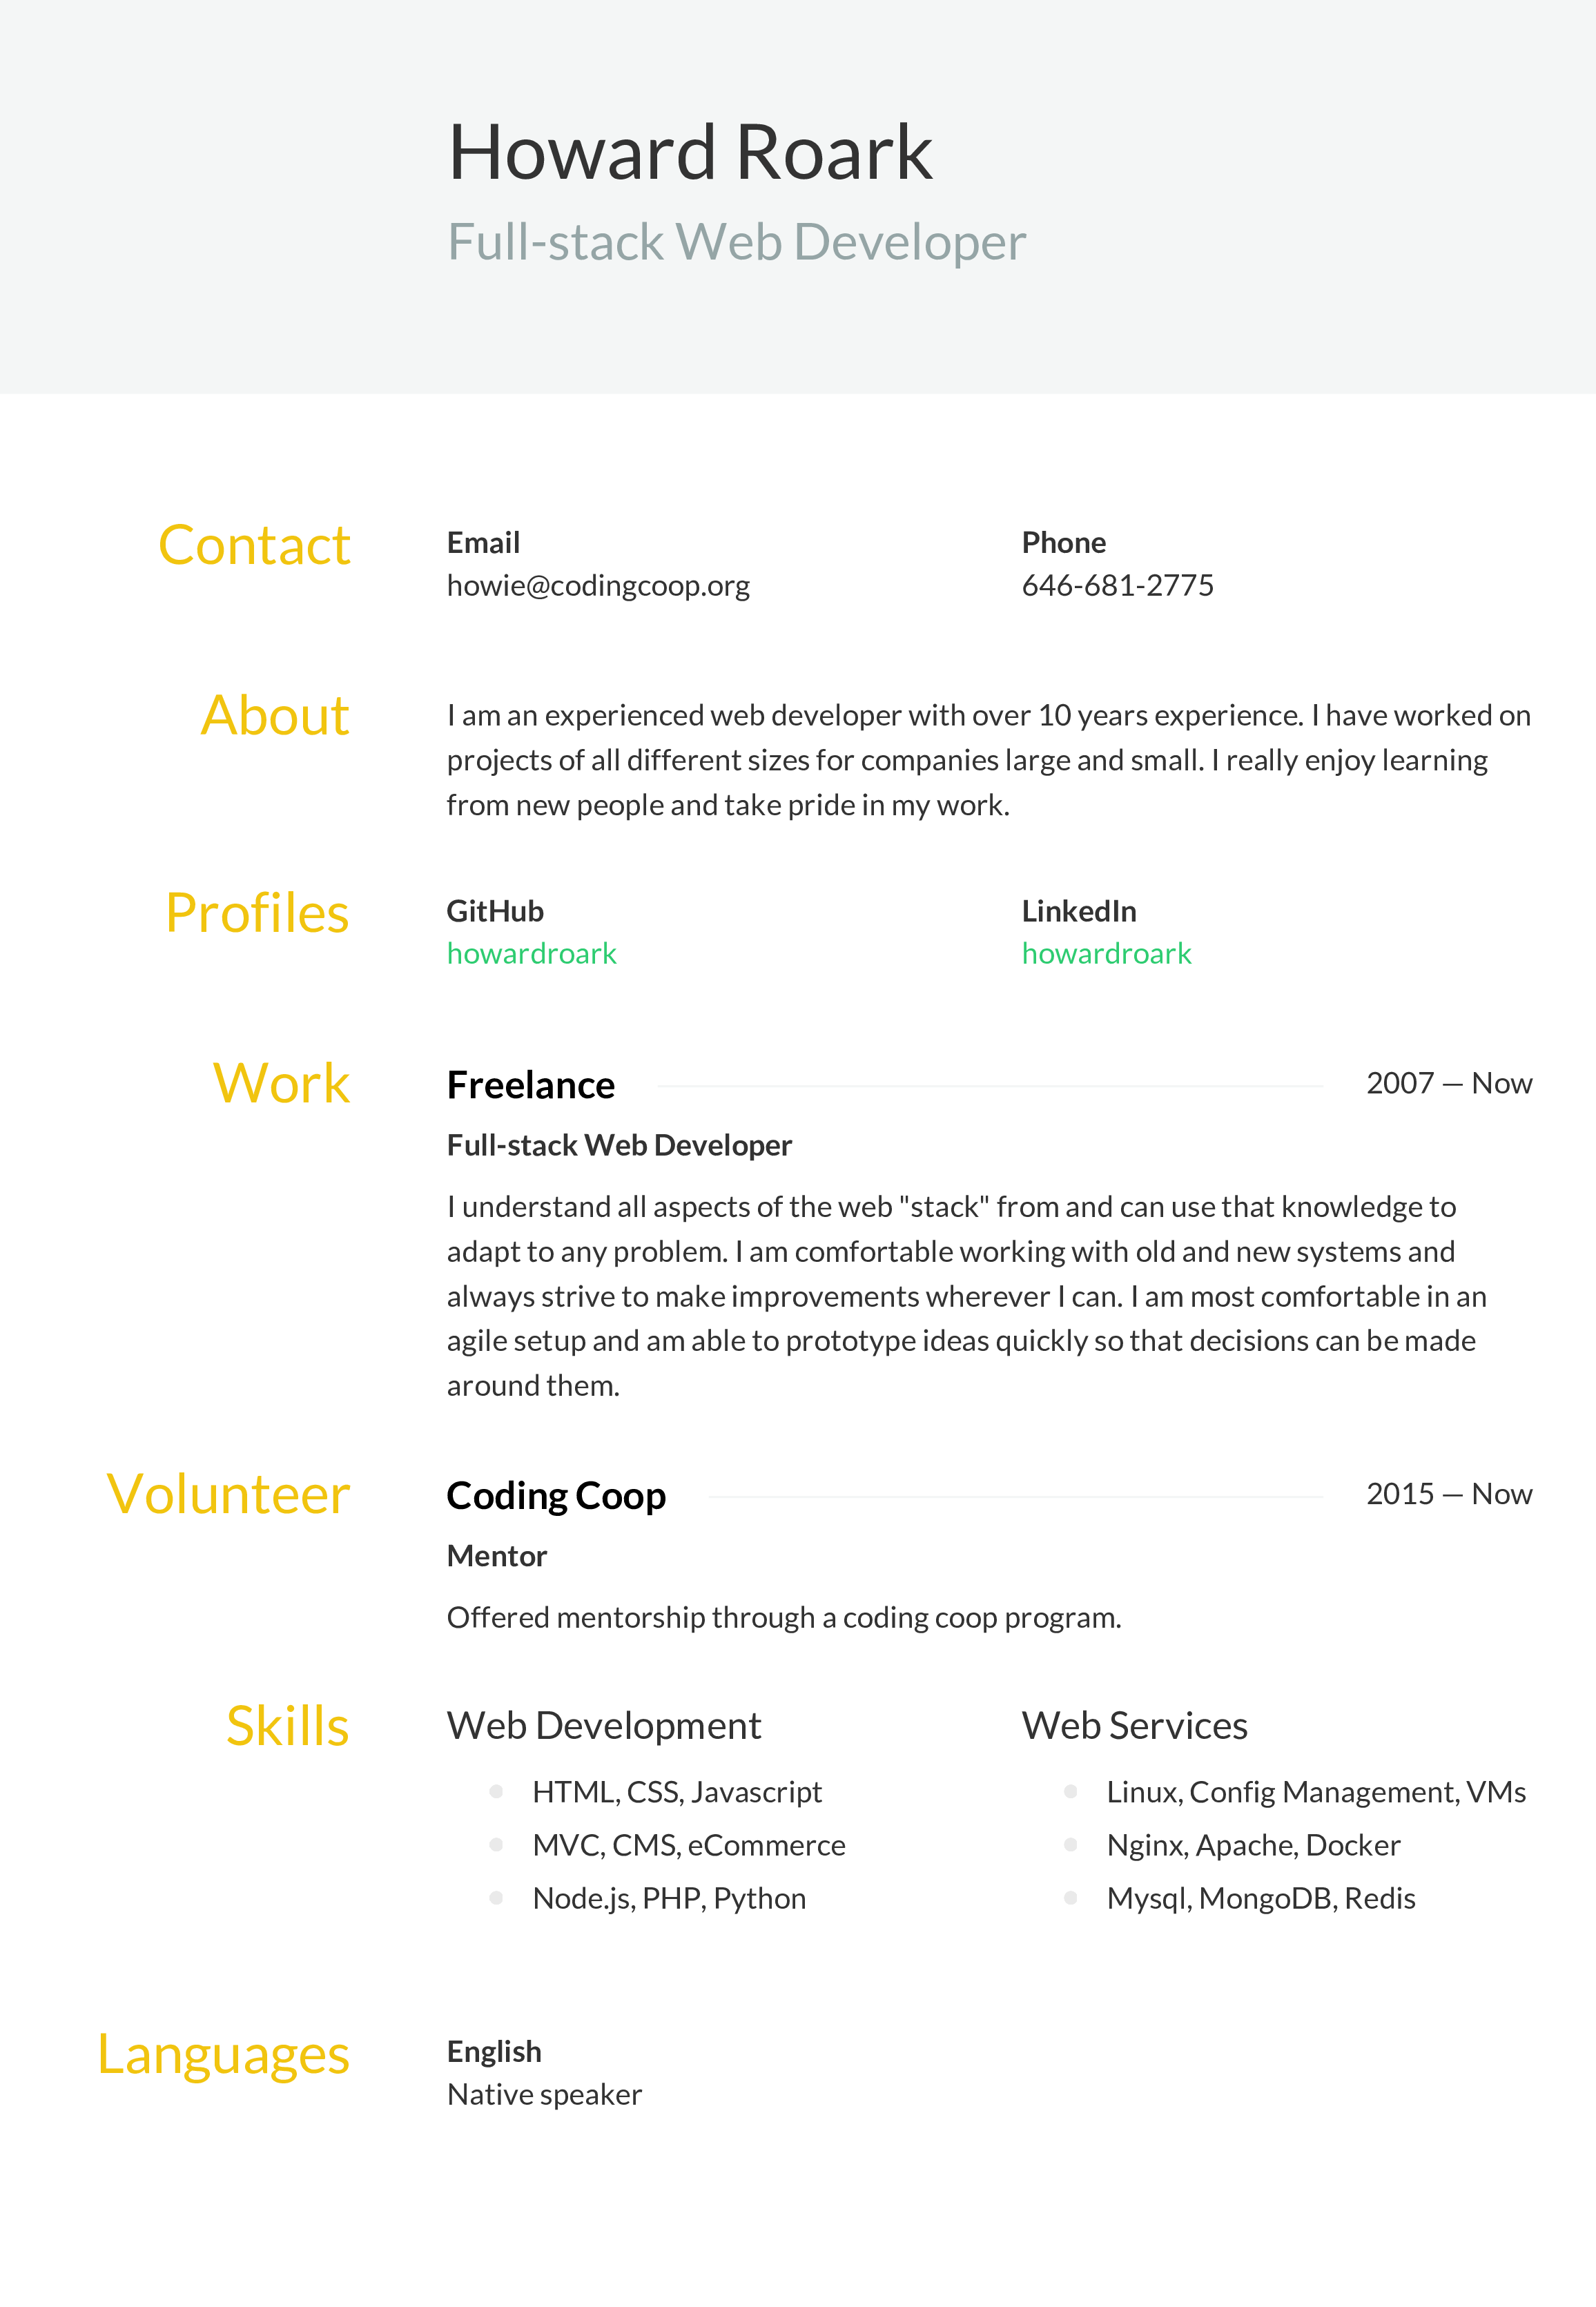 Howard Roark
Full-stack Web Developer
Contact
Email
howie@codingcoop.org
Phone
646-681-2775
About
I am an experienced web developer with over 10 years experience. I have worked on
projects of all different sizes for companies large and small. I really enjoy learning
from new people and take pride in my work.
Profiles
GitHub
howardroark
LinkedIn
howardroark
Work
Freelance
2007 — Now
Full-stack Web Developer
I understand all aspects of the web "stack" from and can use that knowledge to
adapt to any problem. I am comfortable working with old and new systems and
always strive to make improvements wherever I can. I am most comfortable in an
agile setup and am able to prototype ideas quickly so that decisions can be made
around them.
Volunteer
Coding Coop
2015 — Now
Mentor
Offered mentorship through a coding coop program.
Skills
Web Development
HTML, CSS, Javascript
MVC, CMS, eCommerce
Node.js, PHP, Python
Web Services
Linux, Config Management, VMs
Nginx, Apache, Docker
Mysql, MongoDB, Redis
Languages
English
Native speaker